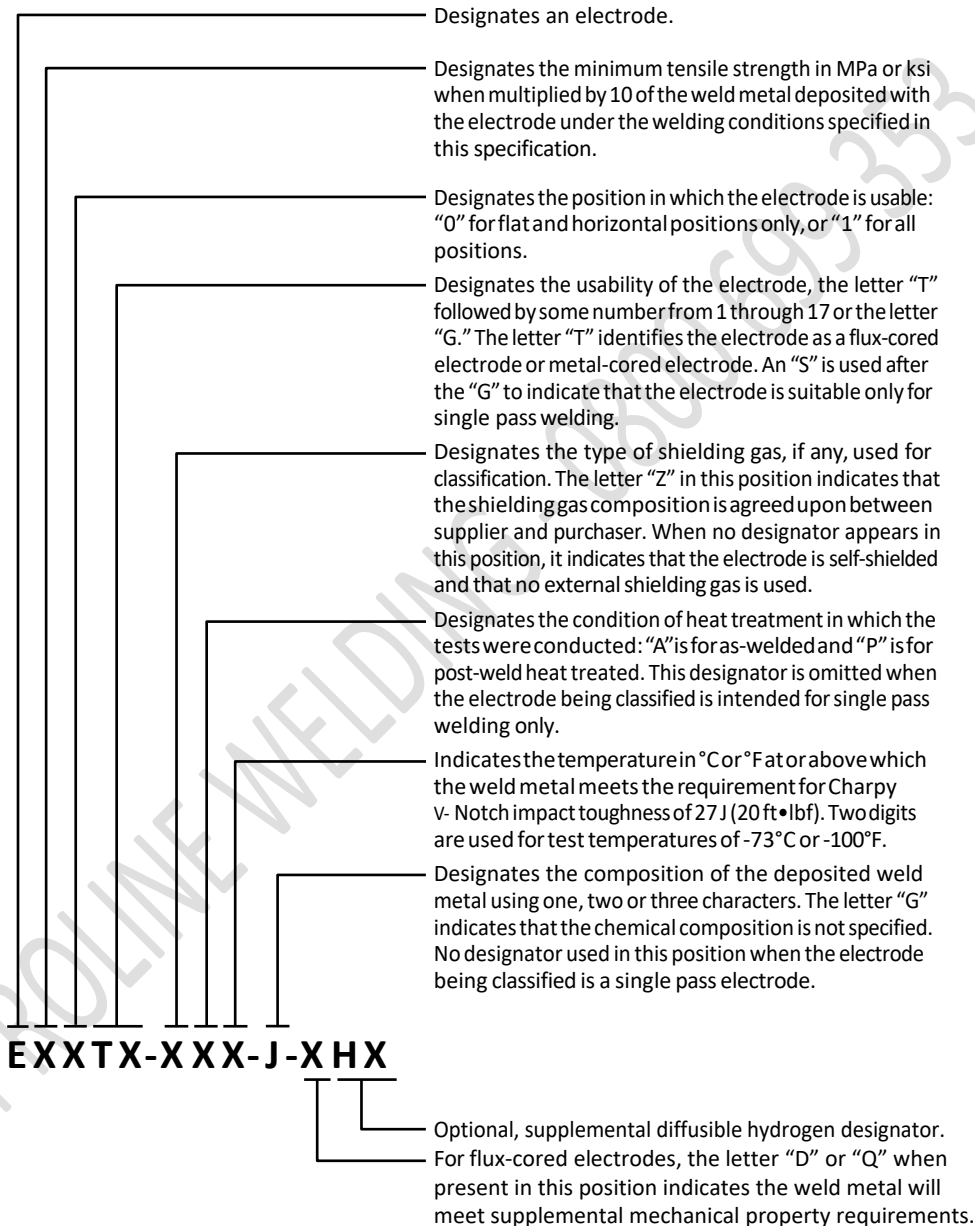 Designates an electrode.
Designates the minimum tensile strength in MPa or ksi
when multiplied by 10 of the weld metal deposited with
the electrode under the welding conditions specified in
this specification.
Designates the position in which the electrode is usable:
“0” for flat and horizontal positions only, or “1” for all
positions.
Designates the usability of the electrode, the letter “T”
followed by some number from 1 through 17 or the letter
“G.” The letter “T” identifies the electrode as a flux-cored
electrode or metal-cored electrode. An “S” is used after
the “G” to indicate that the electrode is suitable only for
single pass welding.
Designates the type of shielding gas, if any, used for
classification. The letter “Z” in this position indicates that
the shielding gas composition is agreed upon between
supplier and purchaser. When no designator appears in
this position, it indicates that the electrode is self-shielded
and that no external shielding gas is used.
Designates the condition of heat treatment in which the
tests were conducted: “A” is for as-welded and “P” is for
post-weld heat treated. This designator is omitted when
the electrode being classified is intended for single pass
welding only.
Indicates the temperature in °C or °F at or above which
the weld metal meets the requirement for Charpy
V- Notch impact toughness of 27 J (20 ft•lbf). Two digits
are used for test temperatures of -73°C or -100°F.
Designates the composition of the deposited weld
metal using one, two or three characters. The letter “G”
indicates that the chemical composition is not specified.
No designator used in this position when the electrode
being classified is a single pass electrode.
EXXTX-XXX-J-XHX
Optional, supplemental diffusible hydrogen designator.
For flux-cored electrodes, the letter “D” or “Q” when
present in this position indicates the weld metal will
meet supplemental mechanical property requirements.
PROLINE WELDING - 0800 699 353